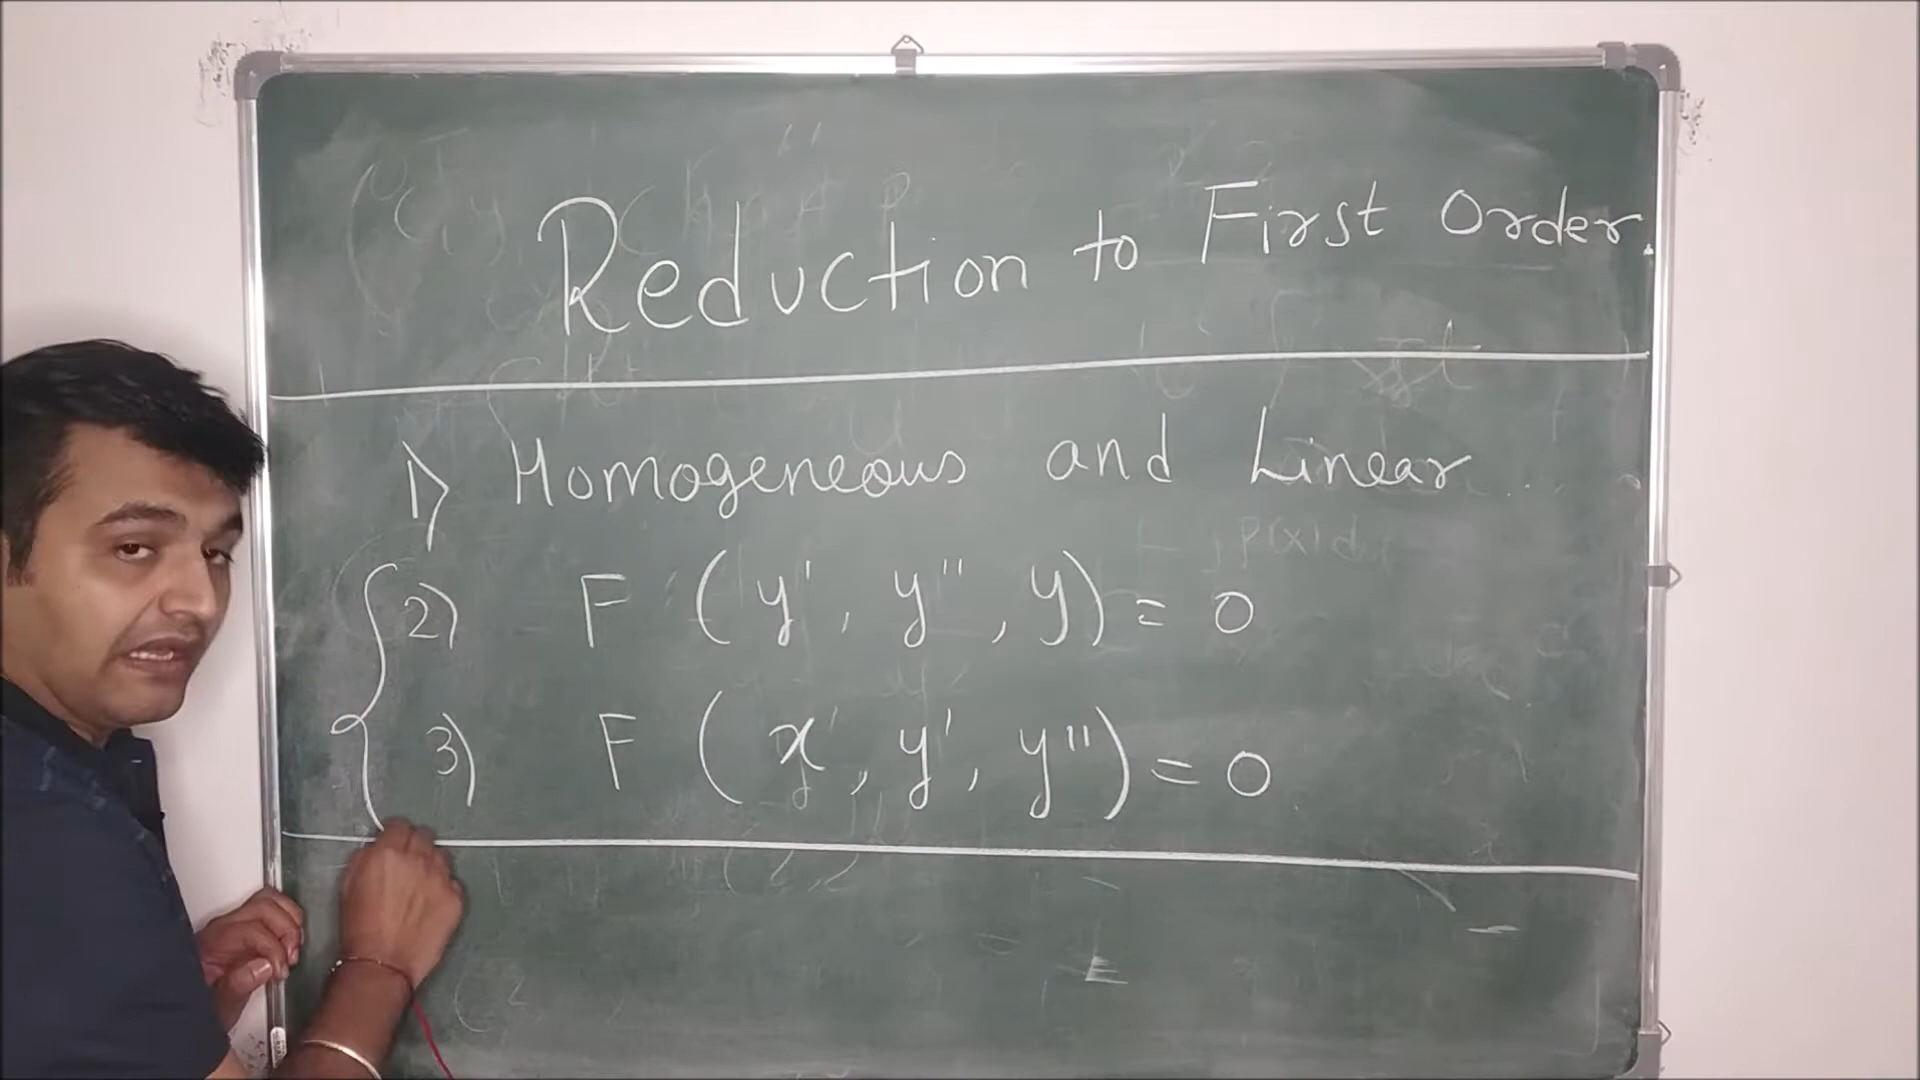 Reduction to First Order.
1) Homogeneous and Linear
2) F (y', y'', y) = 0
3) F (x', y', y'') = 0